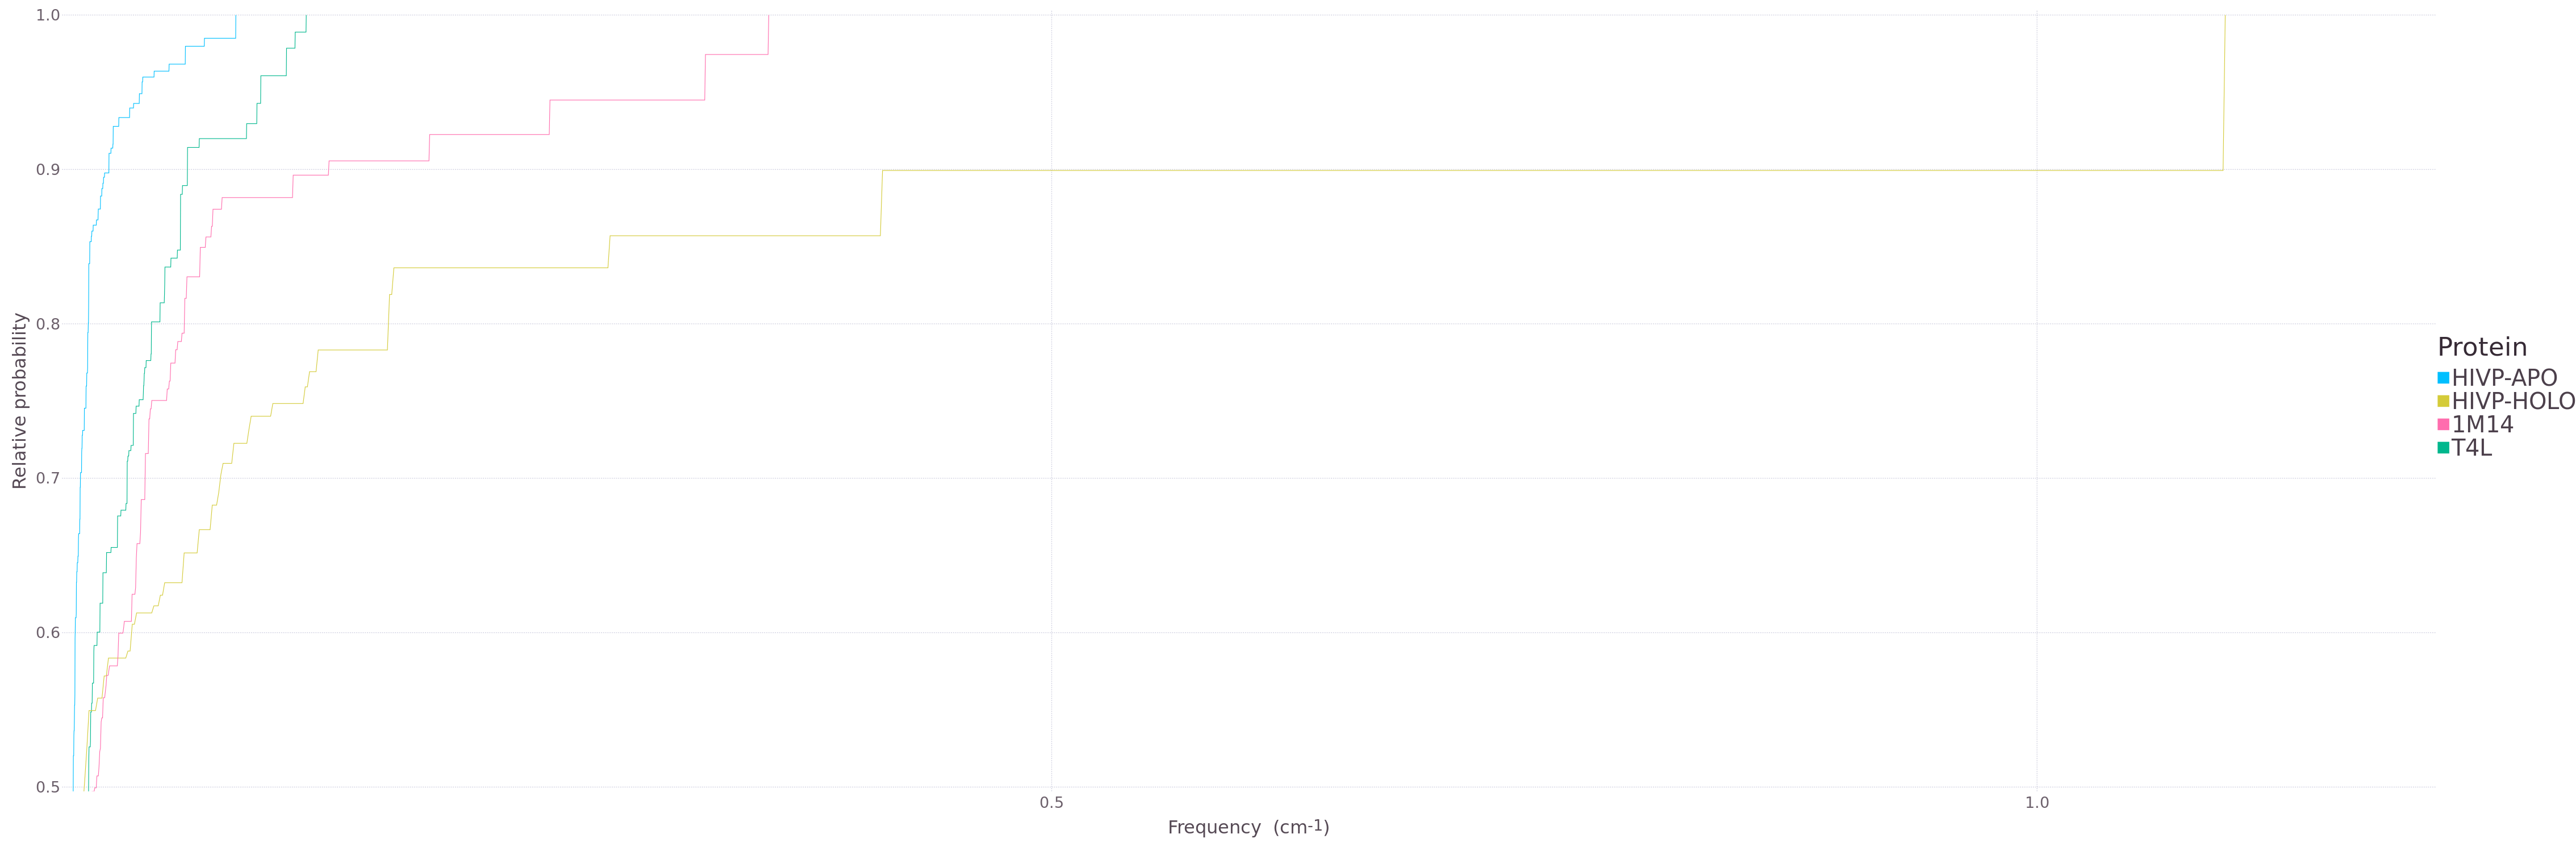 1.0
0.9
0.8
0.7
0.6
0.5
Relative probability
0.5
1.0
Frequency (cm-1)
Protein
HIVP-APO
HIVP-HOLO
1M14
T4L